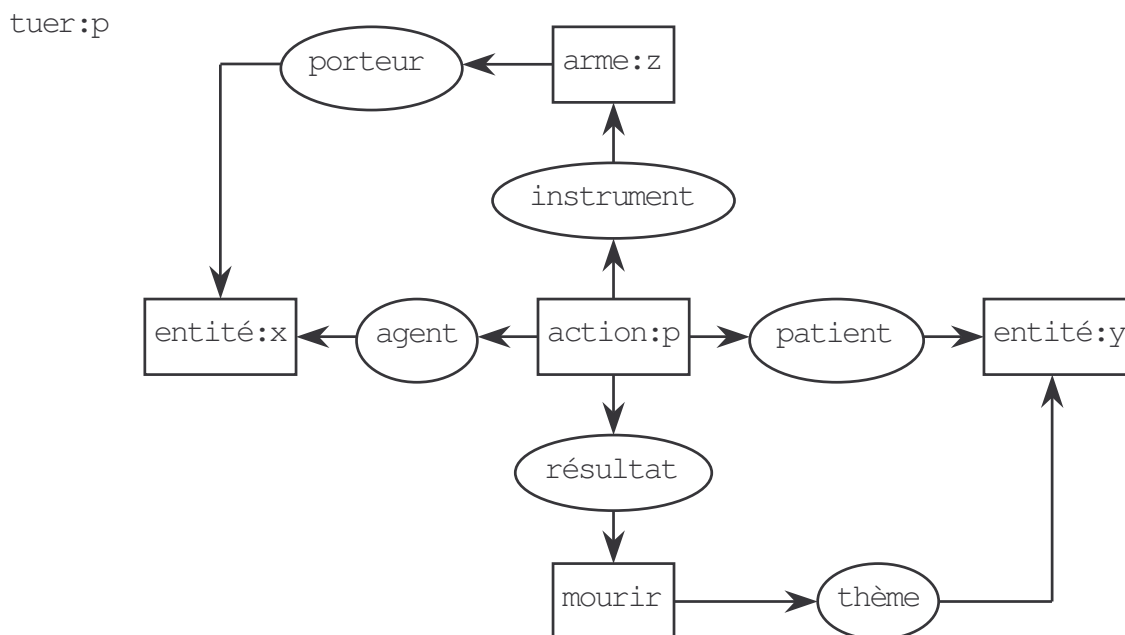 tuer:p
porteur
arme:z
instrument
entité:x
agent
action:p
patient
entité:y
résultat
mourir
thème